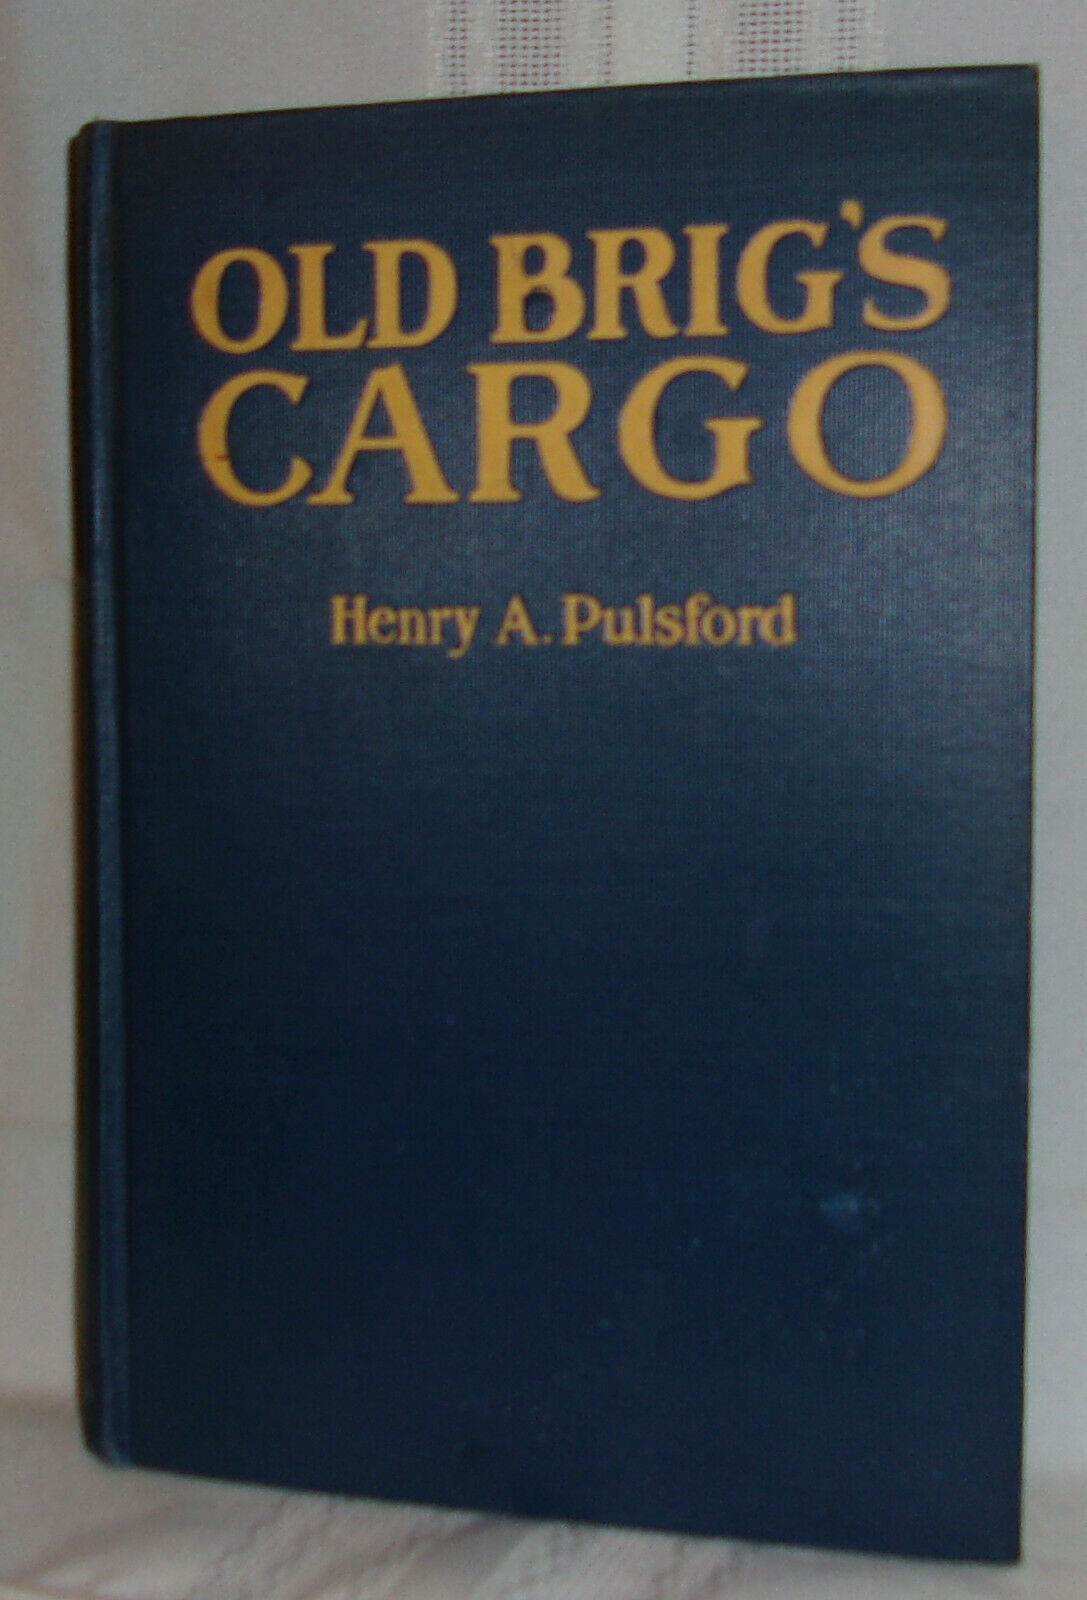 OLD BRIG'S
CARGO
Henry A. Pulsford